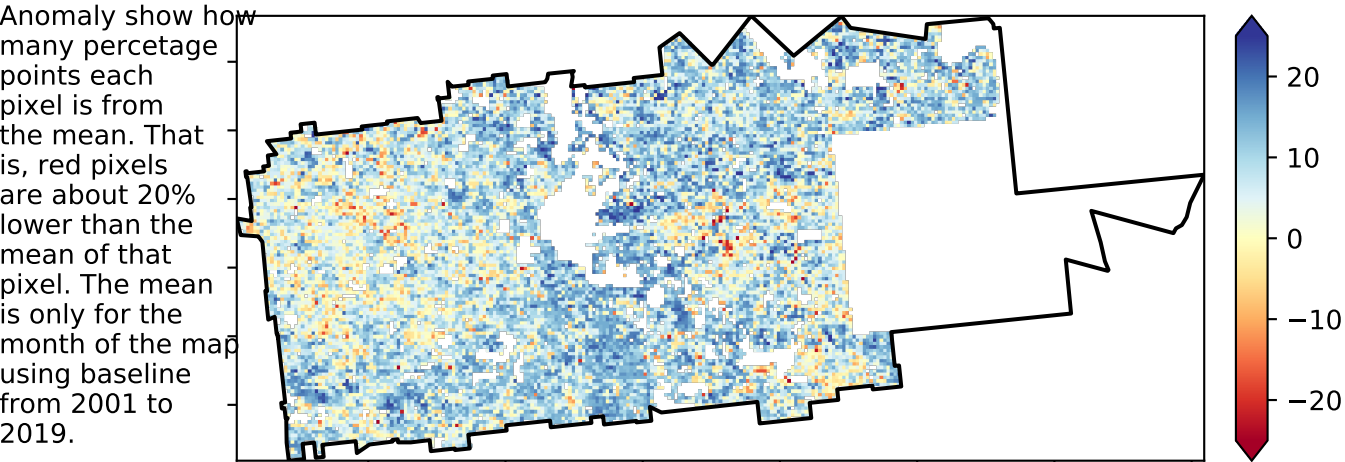 Anomaly show how
many percetage
points each
pixel is from
the mean. That
is, red pixels
are about 20%
lower than the
mean of that
pixel. The mean
is only for the
month of the map
using baseline
from 2001 to
2019.
20
10
0
−10
−20